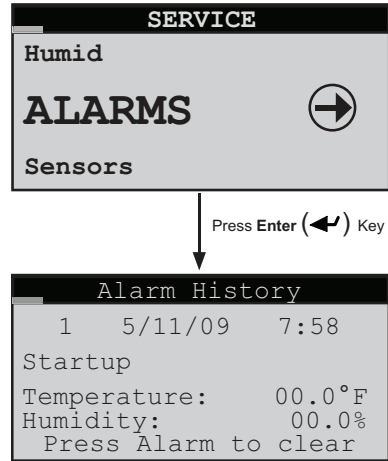 SERVICE
Humid
ALARMS
Sensors
Press Enter (↵) Key
Alarm History
1 5/11/09 7:58
Startup
Temperature: 00.0°F
Humidity: 00.0%
Press Alarm to clear